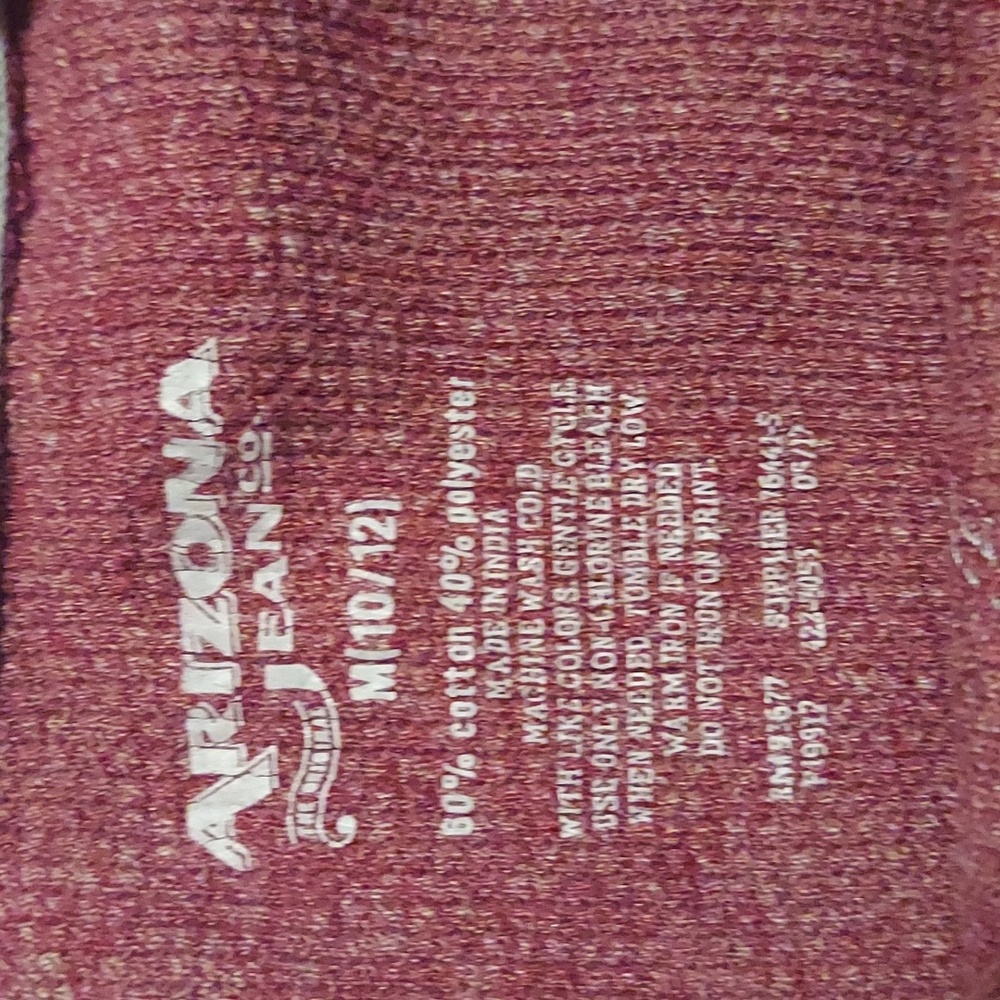 ARIZONA
JEAN CO.
THE ORIGINAL
M(10/12)
60% cotton 40% polyester
MADE IN INDIA
MACHINE WASH COLD
WITH LIKE COLORS GENTLE CYCLE
USE ONLY NON CHLORINE BLEACH
WHEN NEEDED TUMBLE DRY LOW.
WARM IRON IF NEEDED
DO NOT IRON ON PRINT.
SUPPLIER